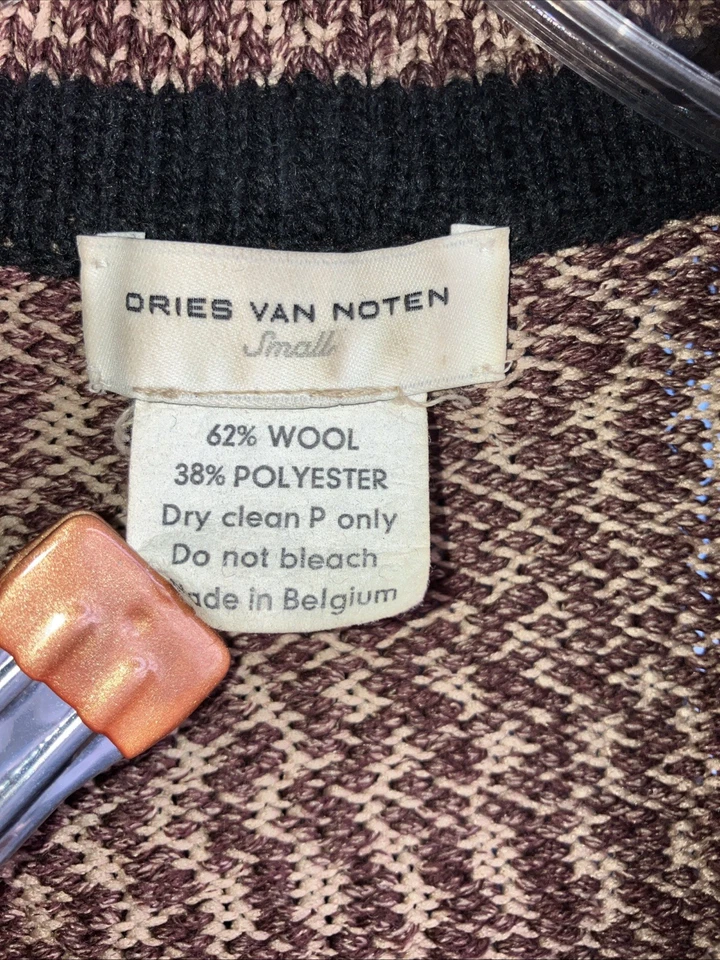 DRIES VAN NOTEN
Small
62% WOOL
38% POLYESTER
Dry clean P only
Do not bleach
Made in Belgium